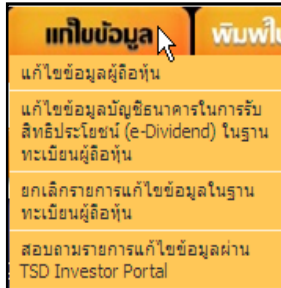 แก้ไขข้อมูล พิมพ์ใ
แก้ไขข้อมูลผู้ถือหุ้น
แก้ไขข้อมูลบัญชีธนาคารในการรับ
สิทธิประโยชน์ (e-Dividend) ในฐาน
ทะเบียนผู้ถือหุ้น
ยกเลิกรายการแก้ไขข้อมูลในฐาน
ทะเบียนผู้ถือหุ้น
สอบถามรายการแก้ไขข้อมูลผ่าน
TSD Investor Portal